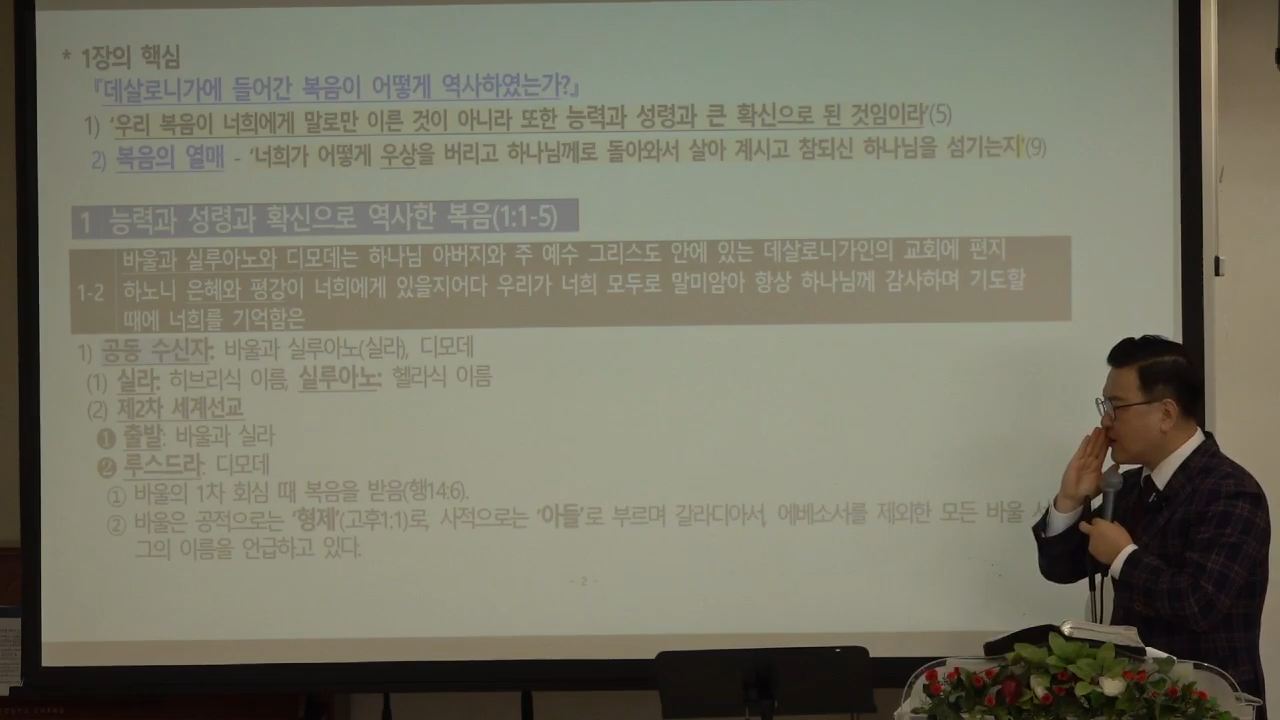 * 1장의 핵심
『데살로니가에 들어간 복음이 어떻게 역사하였는가?』
1) '우리 복음이 너희에게 말로만 이른 것이 아니라 또한 능력과 성령과 큰 확신으로 된 것임이라'(5)
2) 복음의 열매 - '너희가 어떻게 우상을 버리고 하나님께로 돌아와서 살아 계시고 참되신 하나님을 섬기는지'(9)
1 능력과 성령과 확신으로 역사한 복음(1:1-5)
바울과 실루아노와 디모데는 하나님 아버지와 주 예수 그리스도 안에 있는 데살로니가인의 교회에 편지
1-2 하노니 은혜와 평강이 너희에게 있을지어다 우리가 너희 모두로 말미암아 항상 하나님께 감사하며 기도할
때에 너희를 기억함은
1) 공동 수신자: 바울과 실루아노(실라), 디모데
(1) 실라: 히브리식 이름, 실루아노: 헬라식 이름
(2) 제2차 세계선교
❶ 출발: 바울과 실라
❷ 루스드라: 디모데
① 바울의 1차 회심 때 복음을 받음(행14:6).
② 바울은 공적으로는 '형제'(고후1:1)로, 사적으로는 '아들'로 부르며 갈라디아서, 에베소서를 제외한 모든 바울
그의 이름을 언급하고 있다.
- 2 -